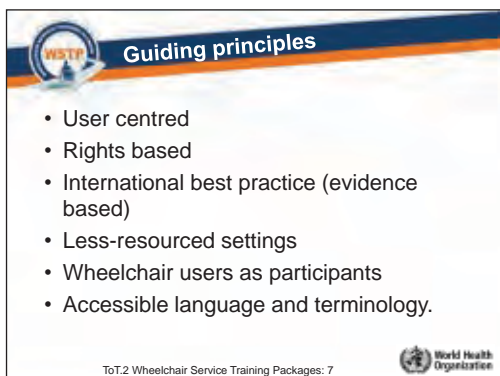 WSTP
Guiding principles
• User centred
• Rights based
• International best practice (evidence
based)
• Less-resourced settings
• Wheelchair users as participants
• Accessible language and terminology.
ToT.2 Wheelchair Service Training Packages: 7
World Health
Organization